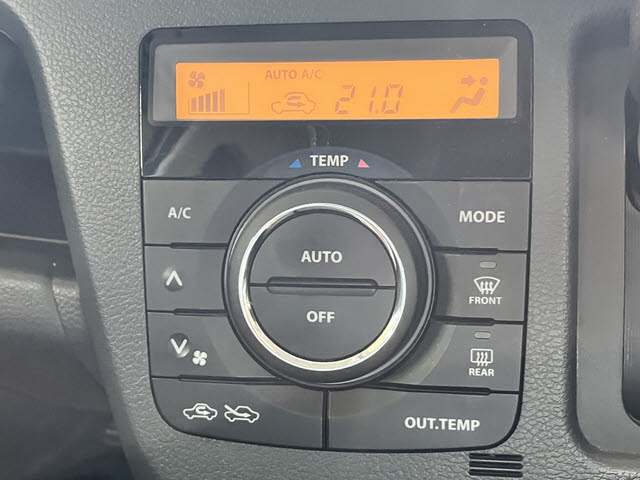 AUTO A/C
21.0
TEMP
A/C
MODE
AUTO
OFF
FRONT
REAR
OUT.TEMP